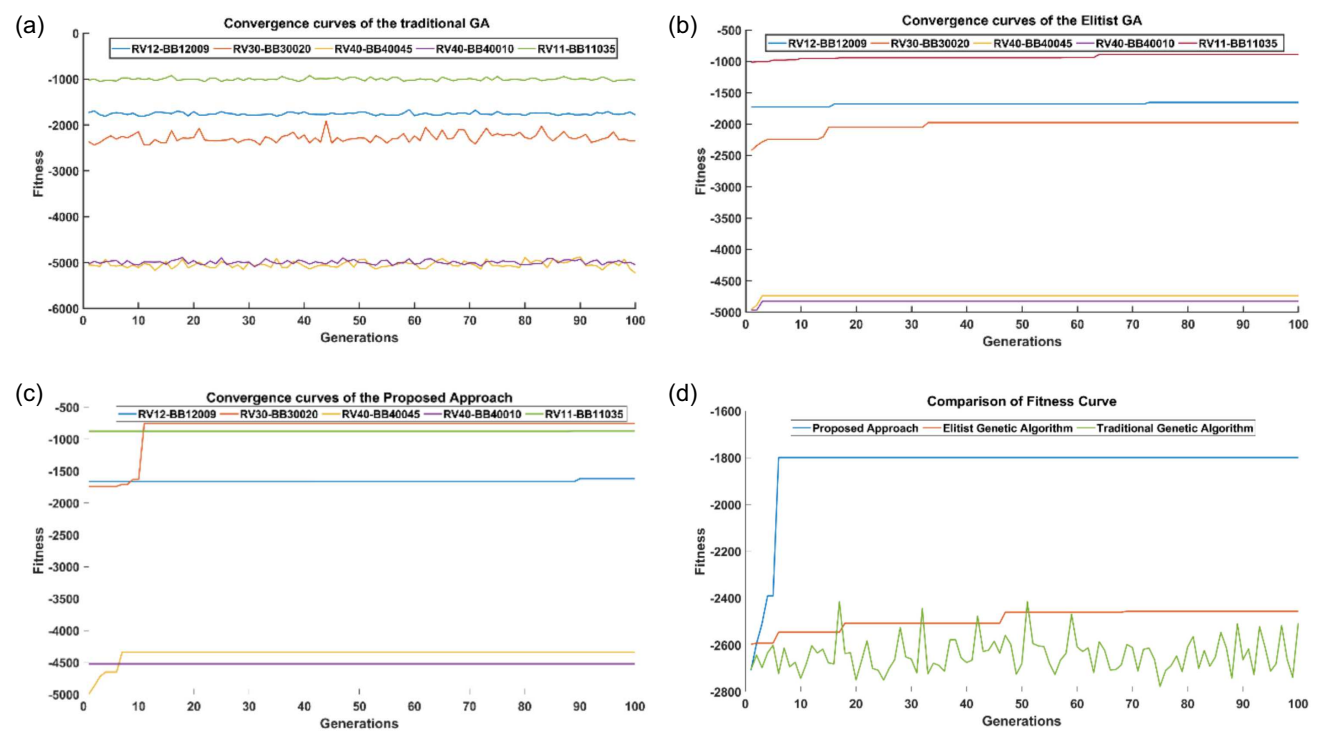 (a)
Convergence curves of the traditional GA
RV12-BB12009 RV30-BB30020 RV40-BB40045 RV40-BB40010 RV11-BB11035
0
-1000
-2000
-3000
-4000
-5000
-6000
Fitness
0 10 20 30 40 50 60 70 80 90 100
Generations
(b)
Convergence curves of the Elitist GA
RV12-BB12009 RV30-BB30020 RV40-BB40045 RV40-BB40010 RV11-BB11035
-500
-1000
-1500
-2000
-2500
-3000
-3500
-4000
-4500
-5000
Fitness
0 10 20 30 40 50 60 70 80 90 100
Generations
(c)
Convergence curves of the Proposed Approach
RV12-BB12009 RV30-BB30020 RV40-BB40045 RV40-BB40010 RV11-BB11035
-500
-1000
-1500
-2000
-2500
-3000
-3500
-4000
-4500
-5000
Fitness
0 10 20 30 40 50 60 70 80 90 100
Generations
(d)
Comparison of Fitness Curve
Proposed Approach Elitist Genetic Algorithm Traditional Genetic Algorithm
-1600
-1800
-2000
-2200
-2400
-2600
-2800
Fitness
0 10 20 30 40 50 60 70 80 90 100
Generations